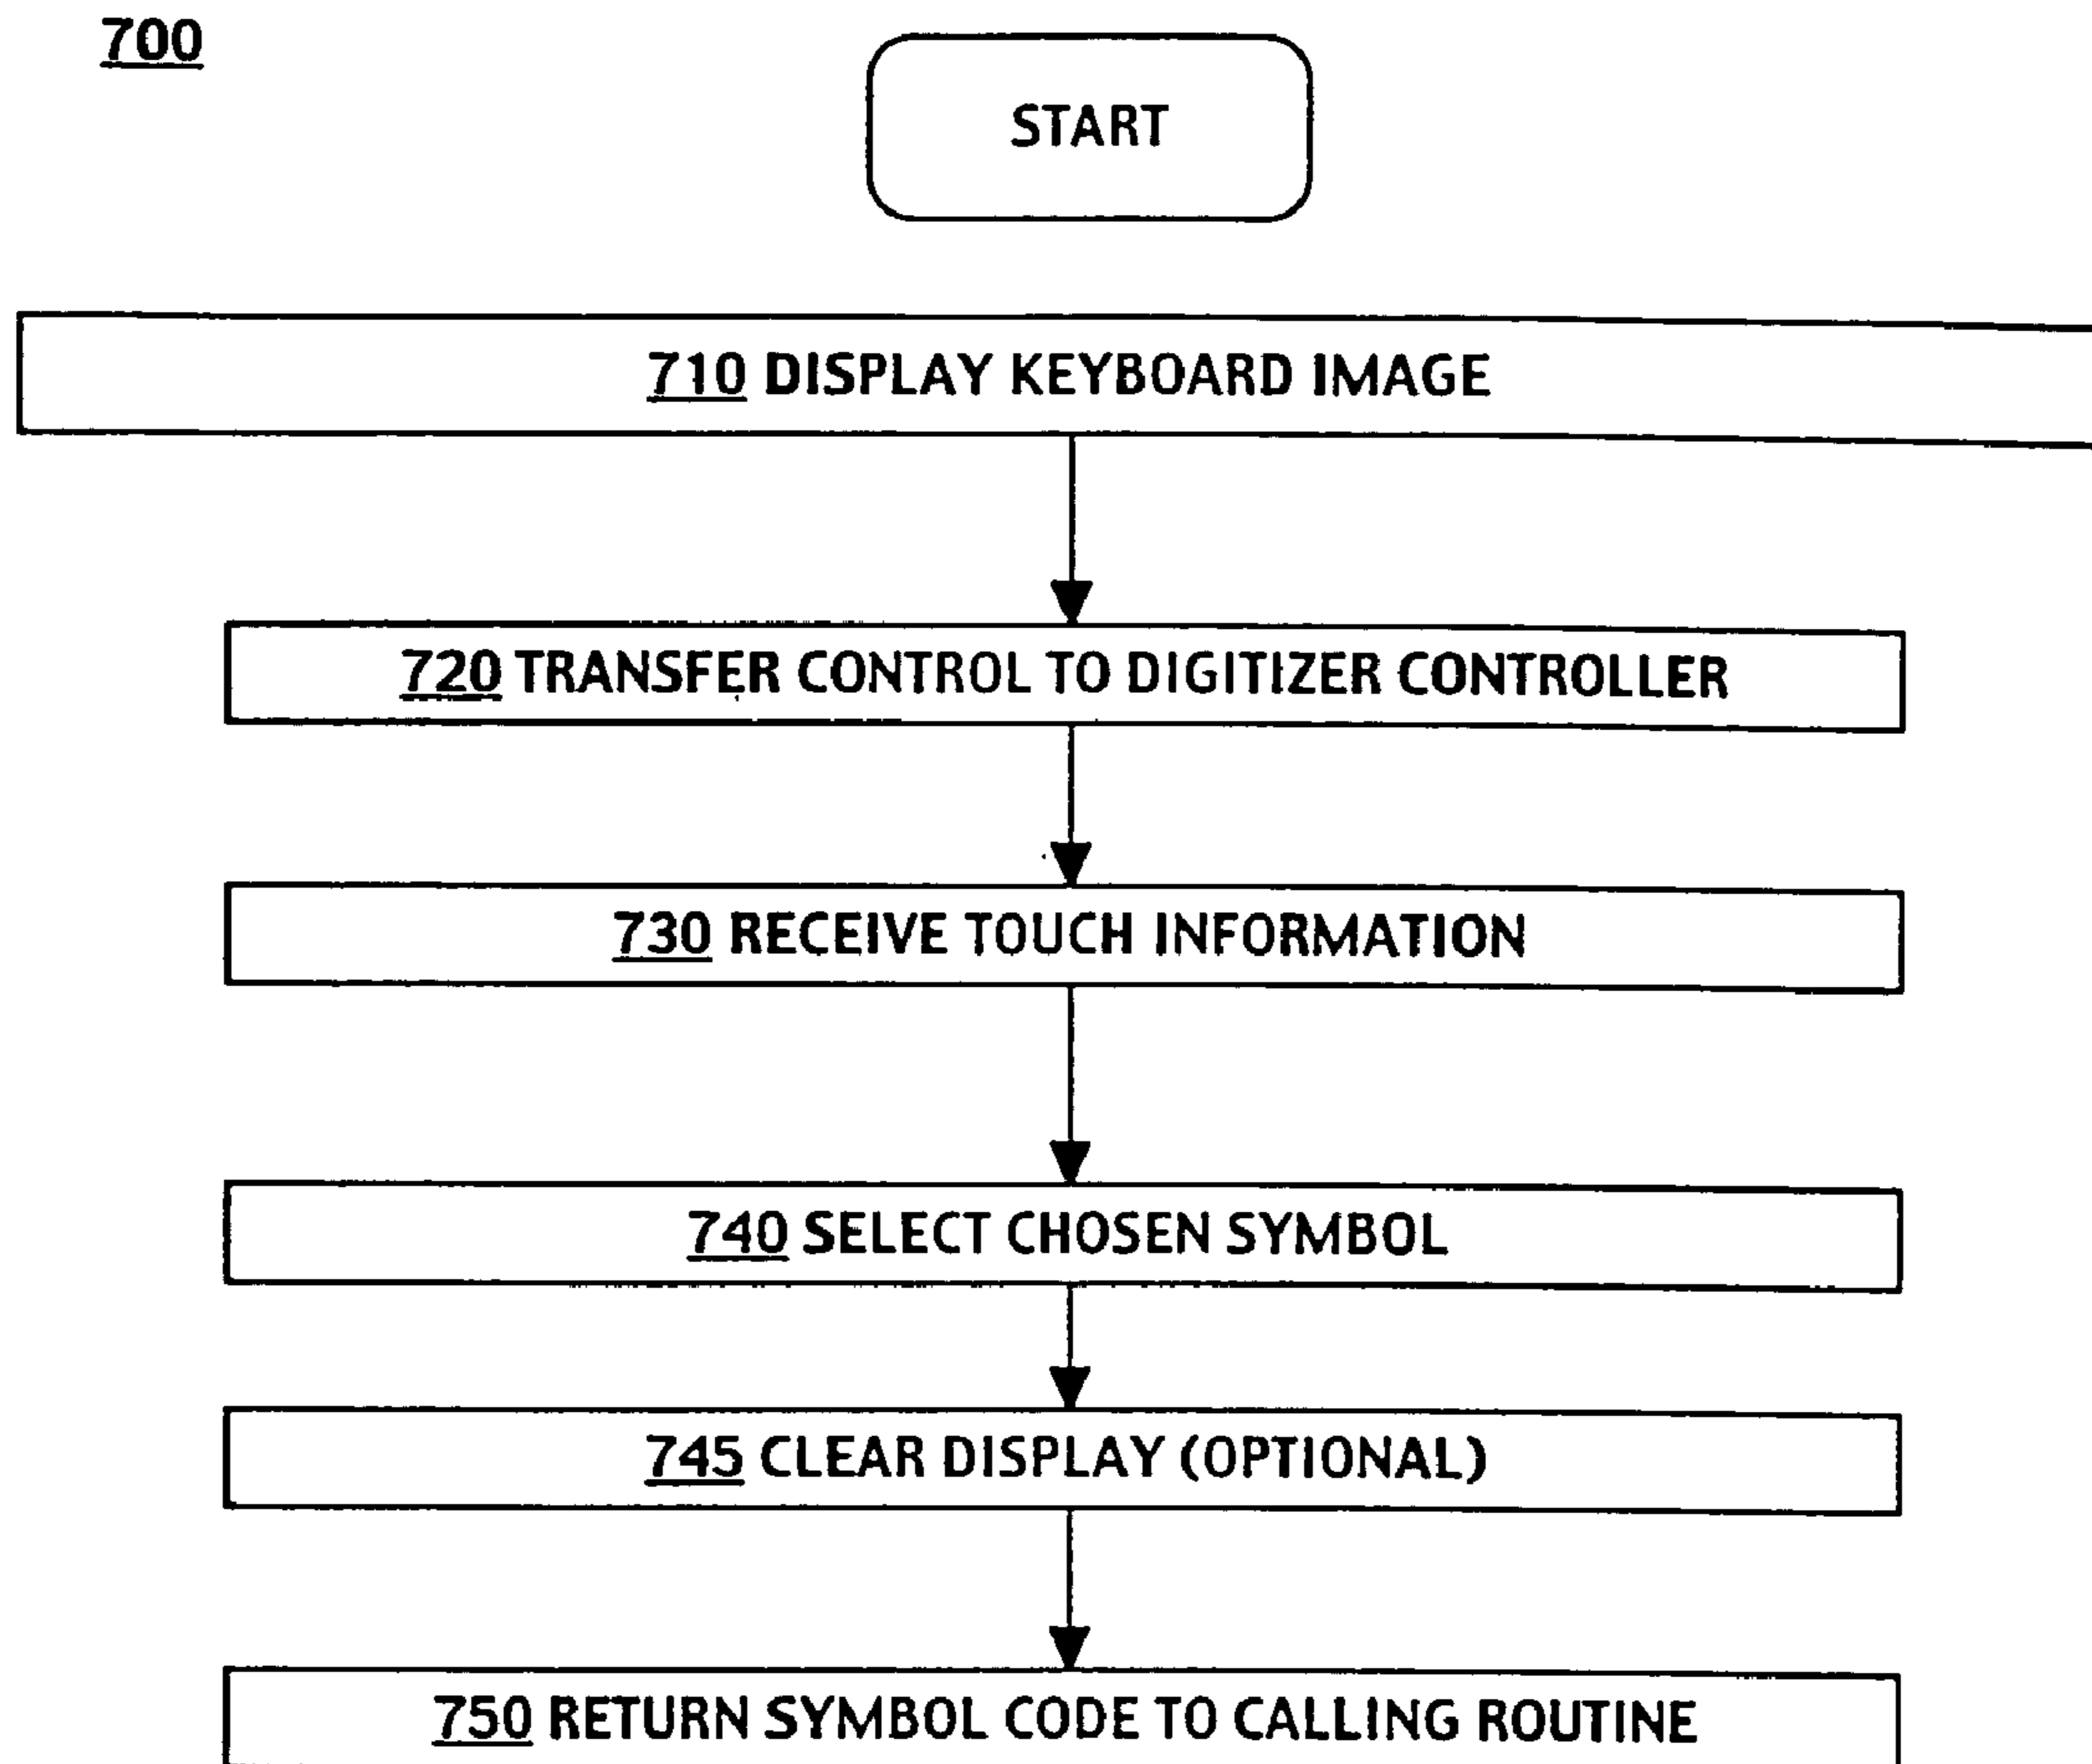 700
START
710 DISPLAY KEYBOARD IMAGE
720 TRANSFER CONTROL TO DIGITIZER CONTROLLER
730 RECEIVE TOUCH INFORMATION
740 SELECT CHOSEN SYMBOL
745 CLEAR DISPLAY (OPTIONAL)
750 RETURN SYMBOL CODE TO CALLING ROUTINE